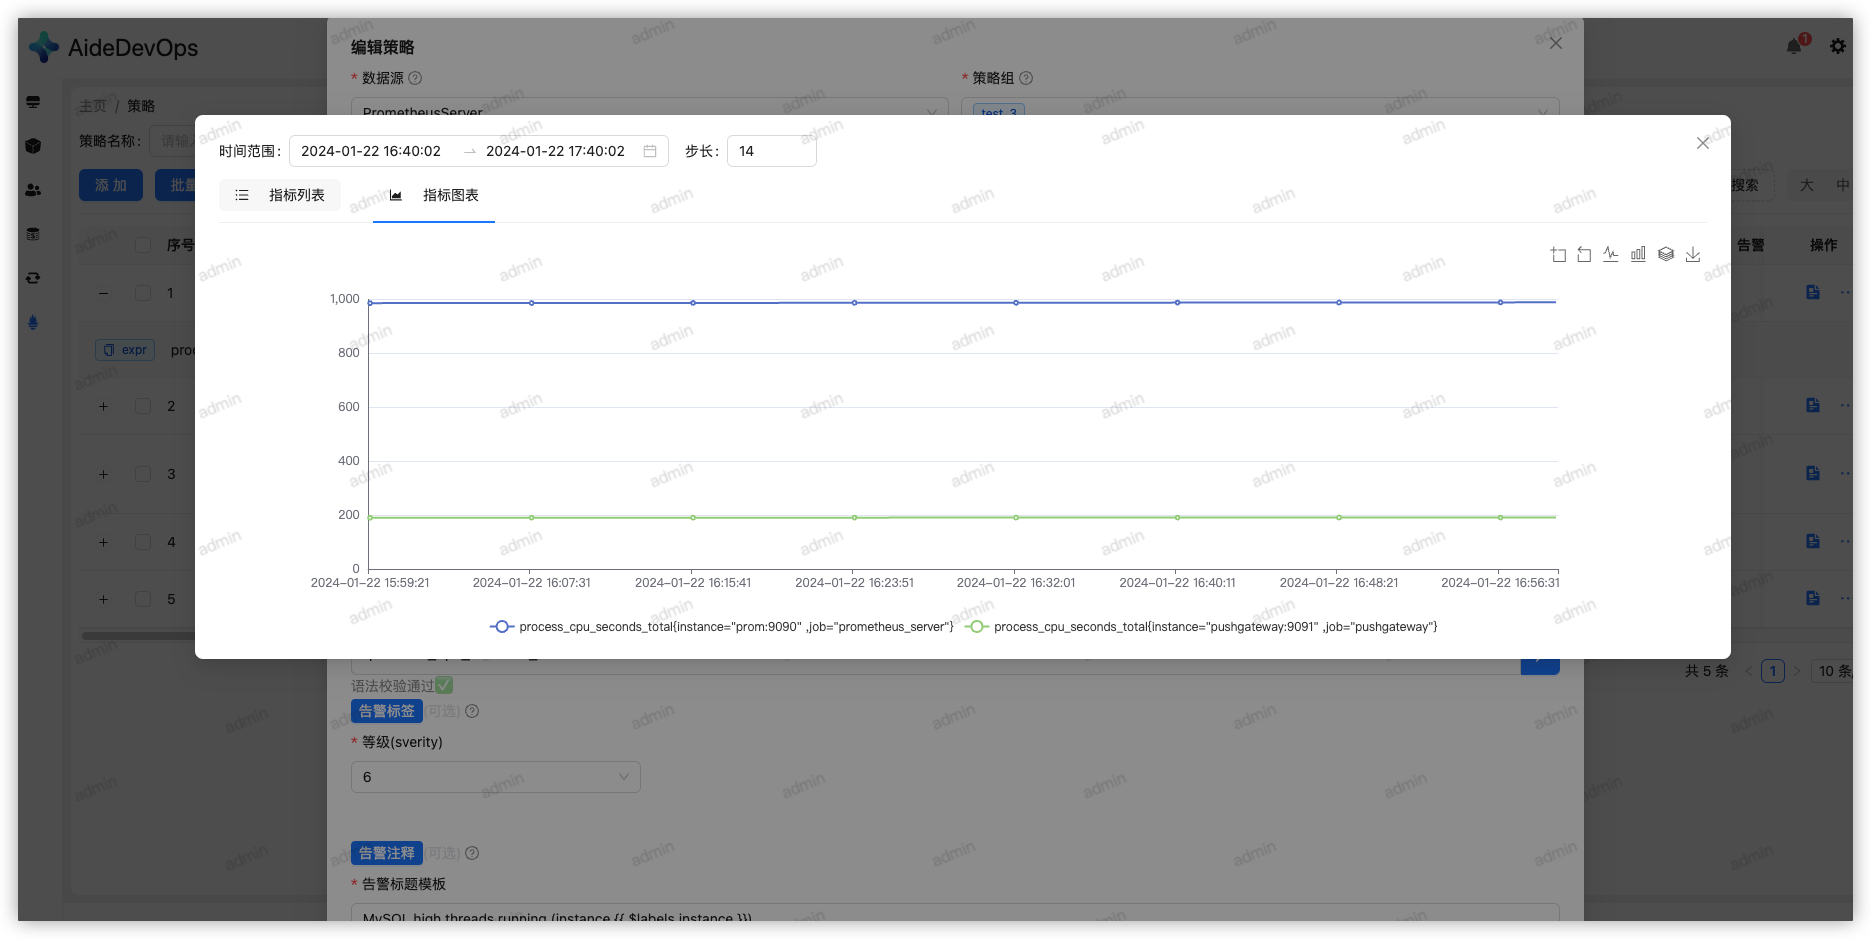 AideDevOps
1
主页 / 策略
策略名称：
请输入
添 加
批量
搜索
大
中
序号
告警
操作
1
expr
proc
2
3
4
5
共 5 条
1
10 条/
编辑策略
* 数据源
* 策略组
PrometheusServer
test_3
时间范围：
2024-01-22 16:40:02
2024-01-22 17:40:02
步长：
14
指标列表
指标图表
1,000
800
600
400
200
0
2024-01-22 15:59:21
2024-01-22 16:07:31
2024-01-22 16:15:41
2024-01-22 16:23:51
2024-01-22 16:32:01
2024-01-22 16:40:11
2024-01-22 16:48:21
2024-01-22 16:56:31
process_cpu_seconds_total{instance="prom:9090" ,job="prometheus_server"}
process_cpu_seconds_total{instance="pushgateway:9091" ,job="pushgateway"}
语法校验通过✅
告警标签 (可选)
* 等级(sverity)
6
告警注释 (可选)
* 告警标题模板
MySQL high threads running (instance {{ $labels.instance }})
admin